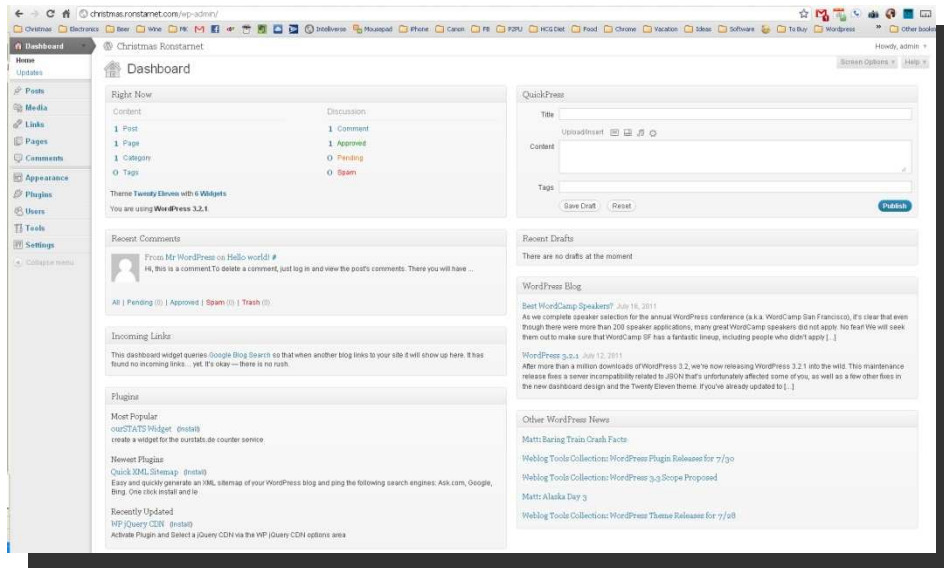 christmas.ronstarnet.com/wp-admin/
Christmas
Electronics
Beer
Wine
PK
Inteliverse
Mousepad
iPhone
Canon
FB
P2PU
HCG Diet
Food
Chrome
Vacation
Ideas
Software
To Buy
Wordpress
Other book
Dashboard
Home
Updates
Posts
Media
Links
Pages
Comments
Appearance
Plugins
Users
Tools
Settings
Collapse menu
Christmas Ronstarnet
Howdy, admin
Screen Options
Help
Dashboard
Right Now
Content
Discussion
1 Post
1 Comment
1 Page
1 Approved
1 Category
0 Pending
0 Tags
0 Spam
Theme Twenty Eleven with 6 Widgets
You are using WordPress 3.2.1.
Recent Comments
From Mr WordPress on Hello world! #
Hi, this is a comment.To delete a comment, just log in and view the post's comments. There you will have ...
All | Pending (0) | Approved | Spam (0) | Trash (0)
Incoming Links
This dashboard widget queries Google Blog Search so that when another blog links to your site it will show up here. It has
found no incoming links... yet. It's okay — there is no rush.
Plugins
Most Popular
ourSTATS Widget (Install)
create a widget for the ourstats.de counter service
Newest Plugins
Quick XML Sitemap (Install)
Easy and quickly generate an XML sitemap of your WordPress blog and ping the following search engines: Ask.com, Google,
Bing. One click install and le
Recently Updated
WP jQuery CDN (Install)
Activate Plugin and Select a jQuery CDN via the WP jQuery CDN options area
QuickPress
Title
Upload/Insert
Content
Tags
Save Draft
Reset
Publish
Recent Drafts
There are no drafts at the moment
WordPress Blog
Best WordCamp Speakers? July 16, 2011
As we complete speaker selection for the annual WordPress conference (a.k.a. WordCamp San Francisco), it's clear that even
though there were more than 200 speaker applications, many great WordCamp speakers did not apply. No fear! We will seek
them out to make sure that WordCamp SF has a fantastic lineup, including people who didn't apply [...]
WordPress 3.2.1 July 12, 2011
After more than a million downloads of WordPress 3.2, we're now releasing WordPress 3.2.1 into the wild. This maintenance
release fixes a server incompatibility related to JSON that's unfortunately affected some of you, as well as a few other fixes in
the new dashboard design and the Twenty Eleven theme. If you've already updated to [...]
Other WordPress News
Matt: Baring Train Crash Facts
Weblog Tools Collection: WordPress Plugin Releases for 7/30
Weblog Tools Collection: WordPress 3.3 Scope Proposed
Matt: Alaska Day 3
Weblog Tools Collection: WordPress Theme Releases for 7/28